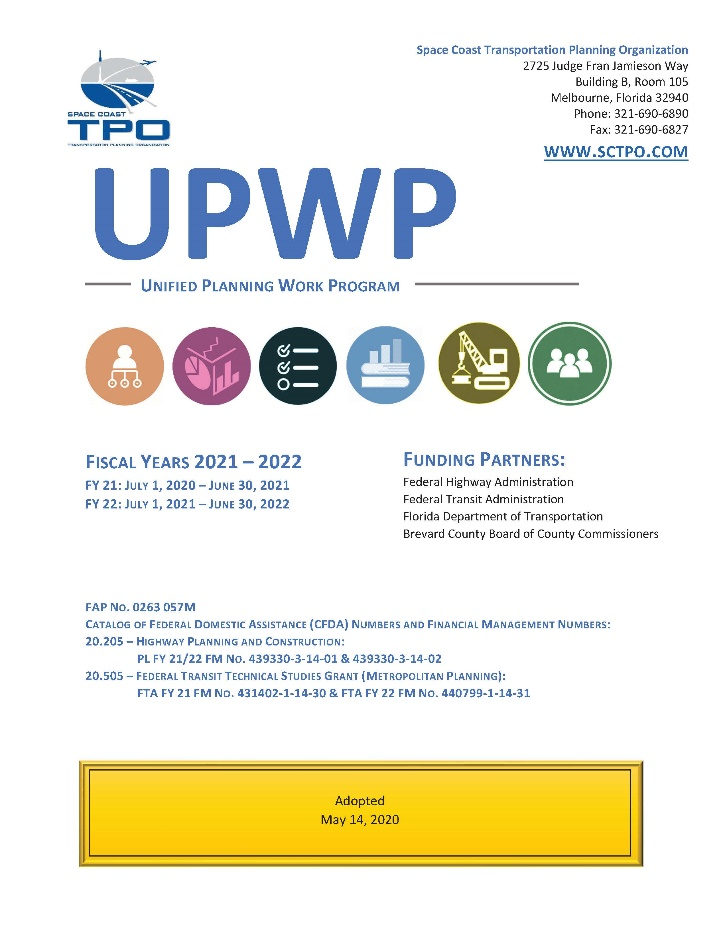 SPACE COAST
TPO
TRANSPORTATION PLANNING ORGANIZATION
Space Coast Transportation Planning Organization
2725 Judge Fran Jamieson Way
Building B, Room 105
Melbourne, Florida 32940
Phone: 321-690-6890
Fax: 321-690-6827
WWW.SCTPO.COM
UPWP
UNIFIED PLANNING WORK PROGRAM
FISCAL YEARS 2021 – 2022
FY 21: JULY 1, 2020 – JUNE 30, 2021
FY 22: JULY 1, 2021 – JUNE 30, 2022
FUNDING PARTNERS:
Federal Highway Administration
Federal Transit Administration
Florida Department of Transportation
Brevard County Board of County Commissioners
FAP NO. 0263 057M
CATALOG OF FEDERAL DOMESTIC ASSISTANCE (CFDA) NUMBERS AND FINANCIAL MANAGEMENT NUMBERS:
20.205 – HIGHWAY PLANNING AND CONSTRUCTION:
PL FY 21/22 FM NO. 439330-3-14-01 & 439330-3-14-02
20.505 – FEDERAL TRANSIT TECHNICAL STUDIES GRANT (METROPOLITAN PLANNING):
FTA FY 21 FM NO. 431402-1-14-30 & FTA FY 22 FM NO. 440799-1-14-31
Adopted
May 14, 2020